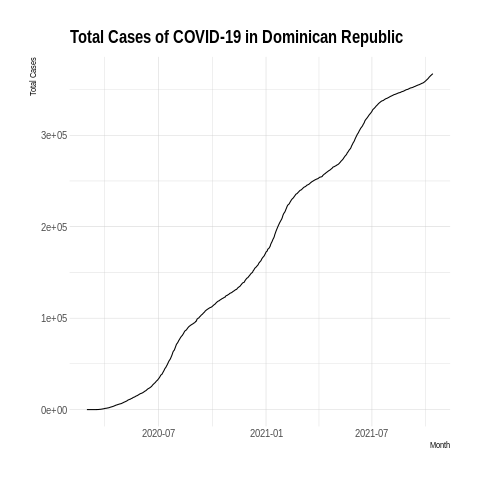 Total Cases of COVID-19 in Dominican Republic
Total Cases
3e+05
2e+05
1e+05
0e+00
2020-07 2021-01 2021-07
Month